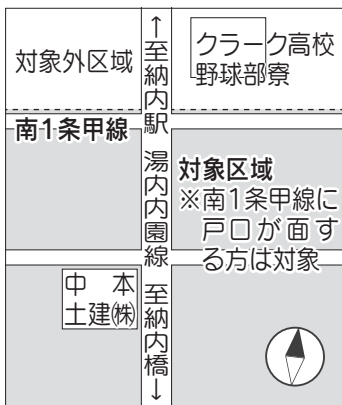 対象外区域
↑至納内駅 湯内内園線 至納内橋↓
クラーク高校
野球部寮
南1条甲線
対象区域
※南1条甲線に
戸口が面す
る方は対象
中本
土建㈱